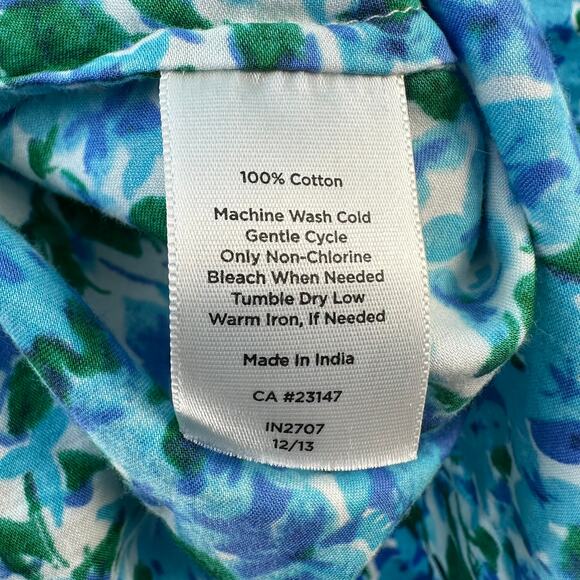 100% Cotton
Machine Wash Cold
Gentle Cycle
Only Non-Chlorine
Bleach When Needed
Tumble Dry Low
Warm Iron, If Needed
Made In India
CA #23147
IN2707
12/13